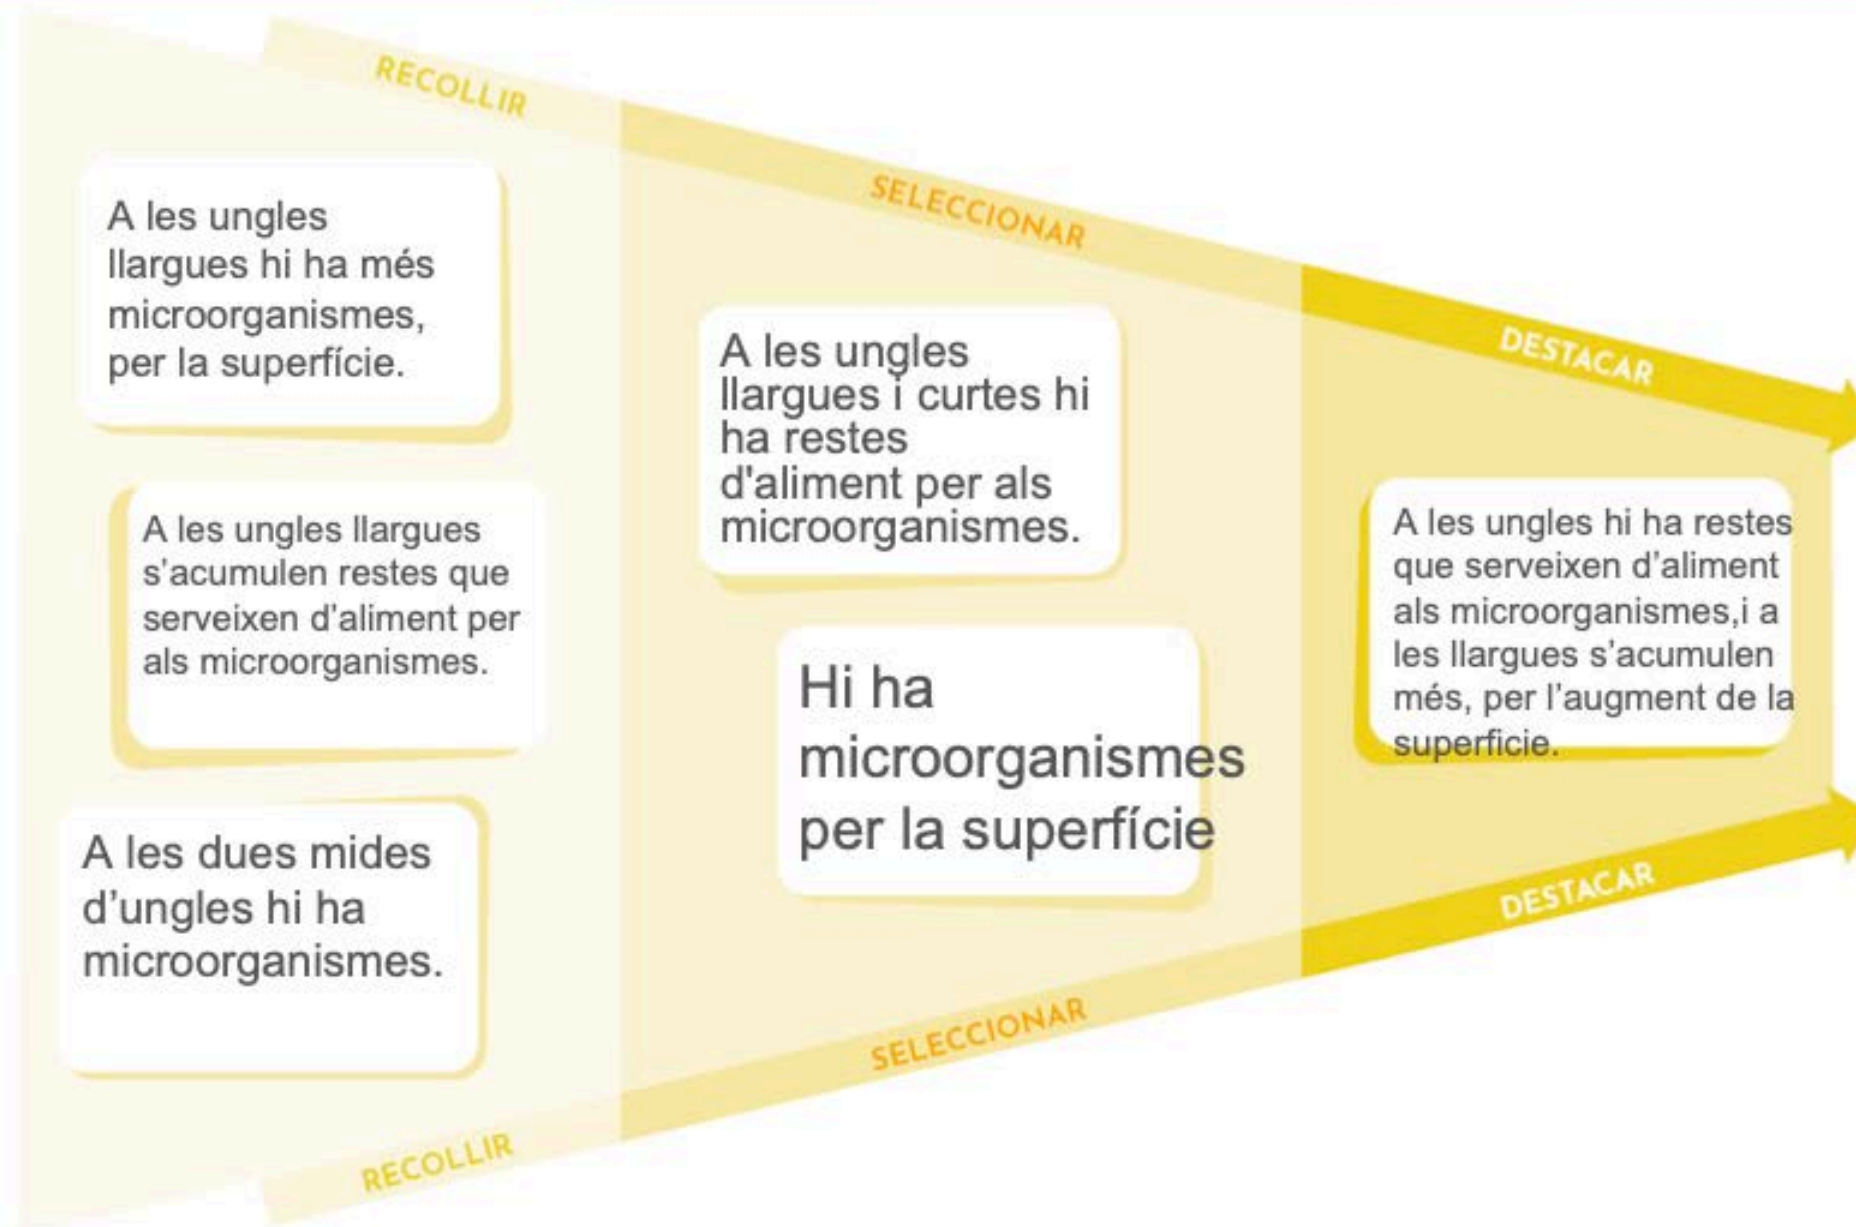 RECOLLIR
A les ungles
llargues hi ha més
microorganismes,
per la superfície.
A les ungles llargues
s'acumulen restes que
serveixen d'aliment per
als microorganismes.
A les dues mides
d'ungles hi ha
microorganismes.
RECOLLIR
SELECCIONAR
A les ungles
llargues i curtes hi
ha restes
d'aliment per als
microorganismes.
Hi ha
microorganismes
per la superfície
SELECCIONAR
DESTACAR
A les ungles hi ha restes
que serveixen d'aliment
als microorganismes,i a
les llargues s'acumulen
més, per l'augment de la
superficie.
DESTACAR